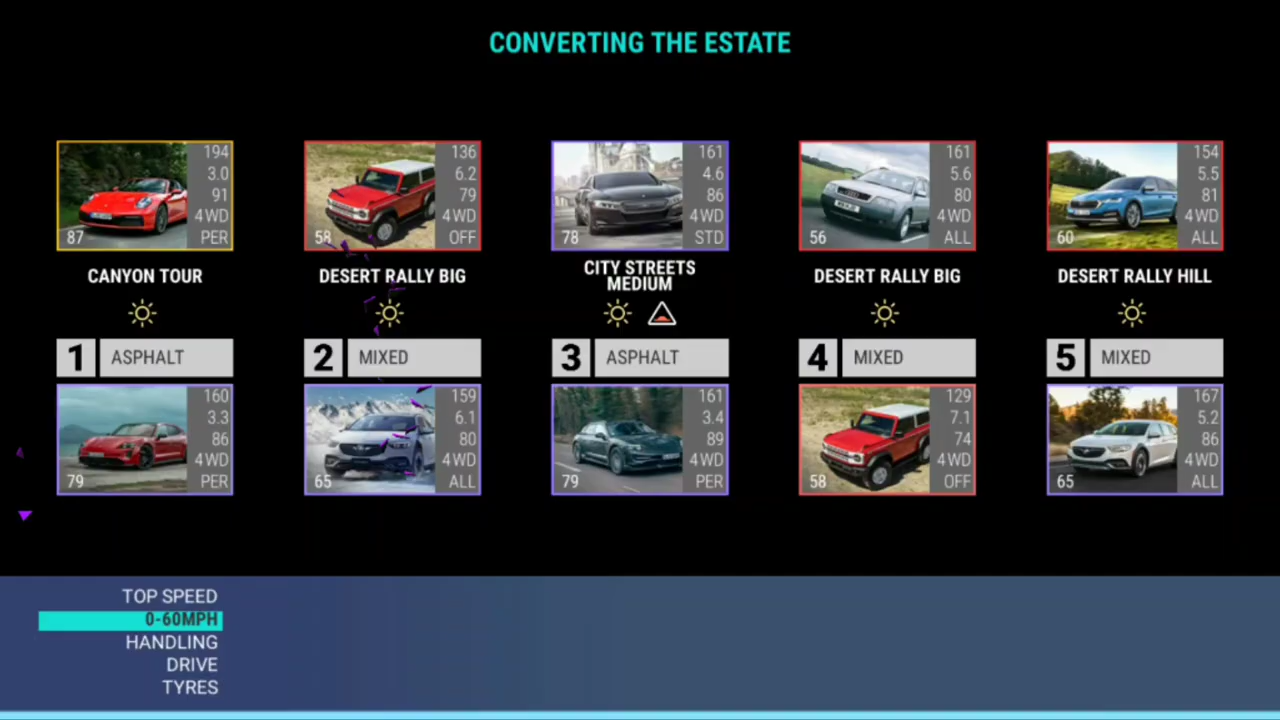 CONVERTING THE ESTATE
194
3.0
91
4WD
87 PER
136
6.2
79
4WD
58 OFF
161
4.6
86
4WD
78 STD
161
5.6
80
4WD
56 ALL
154
5.5
81
4WD
60 ALL
CANYON TOUR
DESERT RALLY BIG
CITY STREETS
MEDIUM
DESERT RALLY BIG
DESERT RALLY HILL
1 ASPHALT
2 MIXED
3 ASPHALT
4 MIXED
5 MIXED
160
3.3
86
4WD
79 PER
159
6.1
80
4WD
65 ALL
161
3.4
89
4WD
79 PER
129
7.1
74
4WD
58 OFF
167
5.2
86
4WD
65 ALL
TOP SPEED
0-60MPH
HANDLING
DRIVE
TYRES